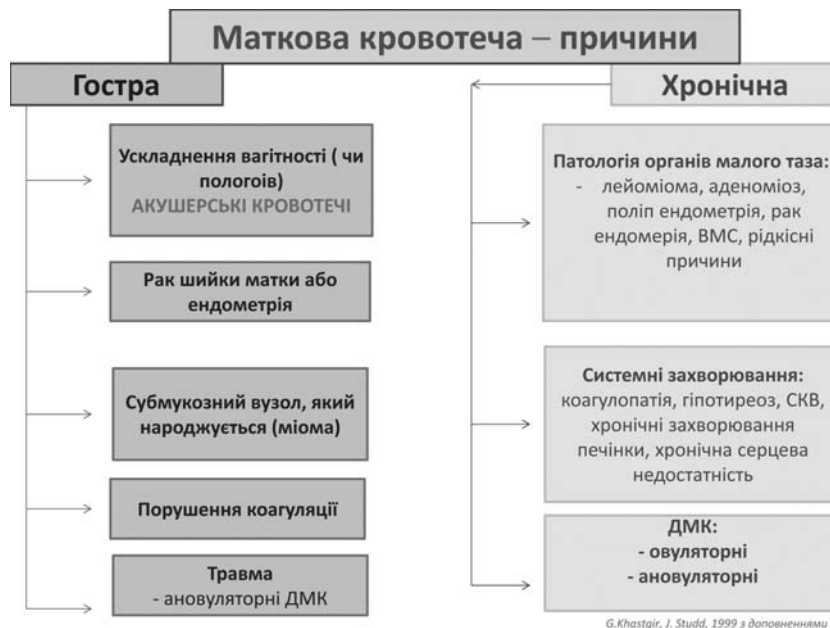 Маткова кровотеча – причини
Гостра
Ускладнення вагітності ( чи
пологоів)
АКУШЕРСЬКІ КРОВОТЕЧІ
Рак шийки матки або
ендометрія
Субмукозний вузол, який
народжується (міома)
Порушення коагуляції
Травма
- ановуляторні ДМК
Хронічна
Патологія органів малого таза:
- лейоміома, аденоміоз,
поліп ендометрія, рак
ендомерія, ВМС, рідкісні
причини
Системні захворювання:
коагулопатія, гіпотиреоз, СКВ,
хронічні захворювання
печінки, хронічна серцева
недостатність
ДМК:
- овуляторні
- ановуляторні
G.Khastgir, J. Studd, 1999 з доповненнями